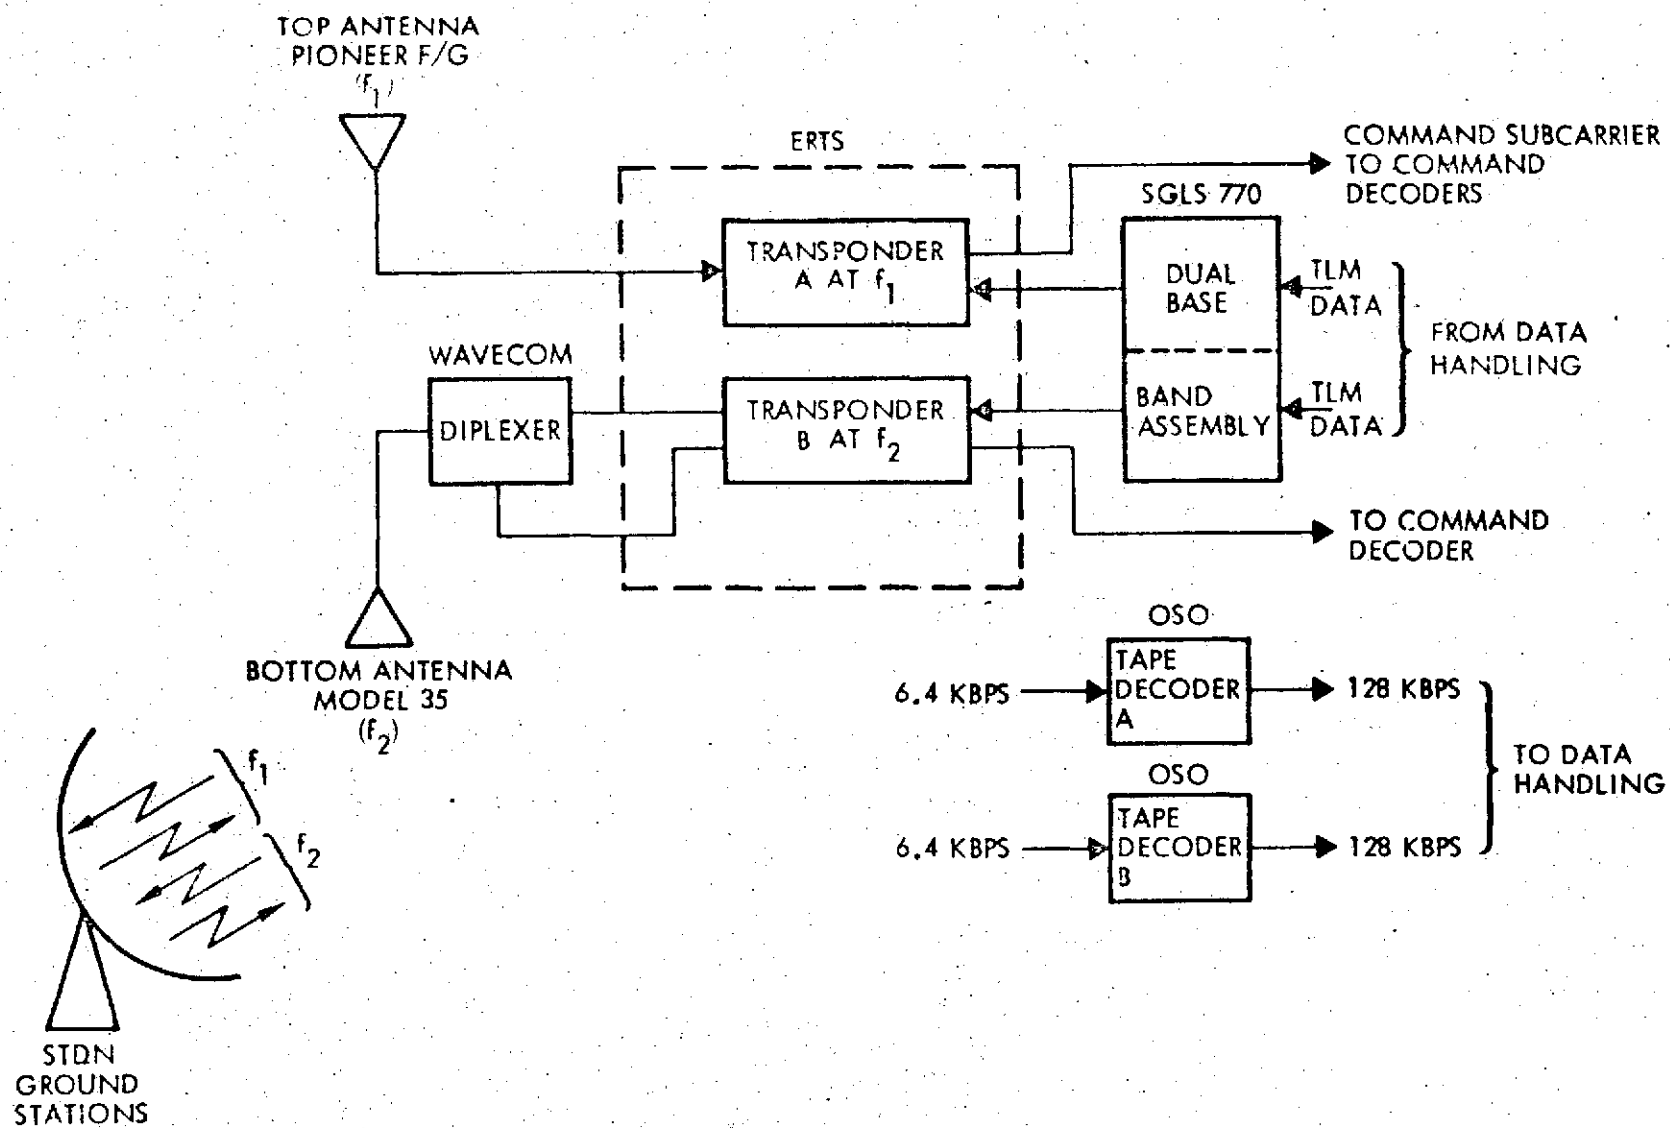 TOP ANTENNA
PIONEER F/G
(f1)
ERTS
COMMAND SUBCARRIER
TO COMMAND
DECODERS
SGLS 770
TRANSPONDER
A AT f1
DUAL
BASE
TLM
DATA
FROM DATA
HANDLING
WAVECOM
DIPLEXER
TRANSPONDER
B AT f2
BAND
ASSEMBLY
TLM
DATA
TO COMMAND
DECODER
BOTTOM ANTENNA
MODEL 35
(f2)
OSO
6.4 KBPS
TAPE
DECODER
A
128 KBPS
OSO
6.4 KBPS
TAPE
DECODER
B
128 KBPS
TO DATA
HANDLING
f1
f2
STDN
GROUND
STATIONS